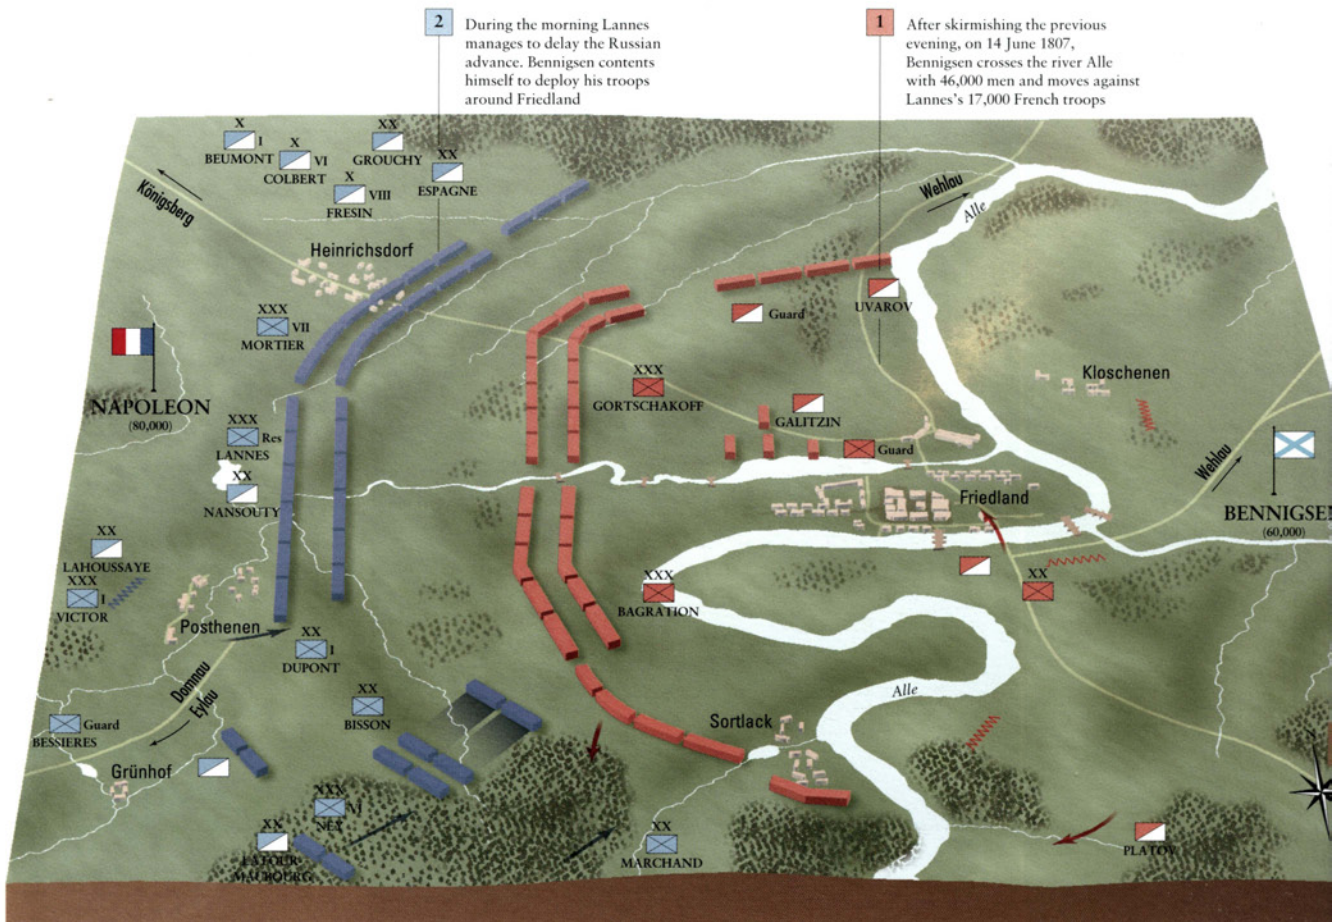 2
During the morning Lannes
manages to delay the Russian
advance. Bennigsen contents
himself to deploy his troops
around Friedland
1
After skirmishing the previous
evening, on 14 June 1807,
Bennigsen crosses the river Alle
with 46,000 men and moves against
Lannes's 17,000 French troops
X
I
BEUMONT
X
VI
COLBERT
XX
GROUCHY
XX
ESPAGNE
X
VIII
FRESIN
Königsberg
Heinrichsdorf
Wehlau
Alle
XXX
VII
MORTIER
Guard
UVAROV
NAPOLEON
(80,000)
XXX
GORTSCHAKOFF
Kloschenen
GALITZIN
XXX
Res
LANNES
Guard
Wehlau
XX
NANSOUTY
Friedland
BENNIGSEN
(60,000)
XX
LAHOUSSAYE
XXX
I
VICTOR
XXX
BAGRATION
XX
Posthenen
XX
I
DUPONT
Domnau
Eylau
XX
BISSON
Alle
Sortlack
Guard
BESSIERES
Grünhof
N
XXX
VI
NEY
XX
LATOUR
MAUBOURG
XX
MARCHAND
PLATOV